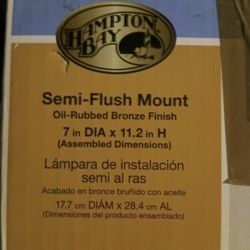 HAMPTON
BAY
Semi-Flush Mount
Oil-Rubbed Bronze Finish
7 in DIA x 11.2 in H
(Assembled Dimensions)
Lámpara de instalación
semi al ras
Acabado en bronce bruñido con aceite
17.7 cm DIÁM x 28.4 cm AL
(Dimensiones del producto ensamblado)